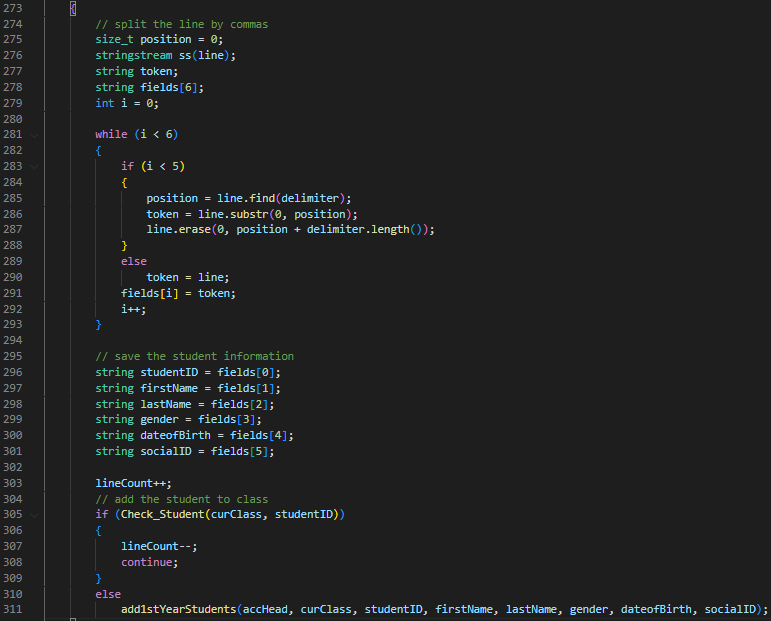 273 {
274 // split the line by commas
275 size_t position = 0;
276 stringstream ss(line);
277 string token;
278 string fields[6];
279 int i = 0;
280
281 while (i < 6)
282 {
283 if (i < 5)
284 {
285 position = line.find(delimiter);
286 token = line.substr(0, position);
287 line.erase(0, position + delimiter.length());
288 }
289 else
290 token = line;
291 fields[i] = token;
292 i++;
293 }
294
295 // save the student information
296 string studentID = fields[0];
297 string firstName = fields[1];
298 string lastName = fields[2];
299 string gender = fields[3];
300 string dateofBirth = fields[4];
301 string socialID = fields[5];
302
303 lineCount++;
304 // add the student to class
305 if (Check_Student(curClass, studentID))
306 {
307 lineCount--;
308 continue;
309 }
310 else
311 add1stYearStudents(accHead, curClass, studentID, firstName, lastName, gender, dateofBirth, socialID);